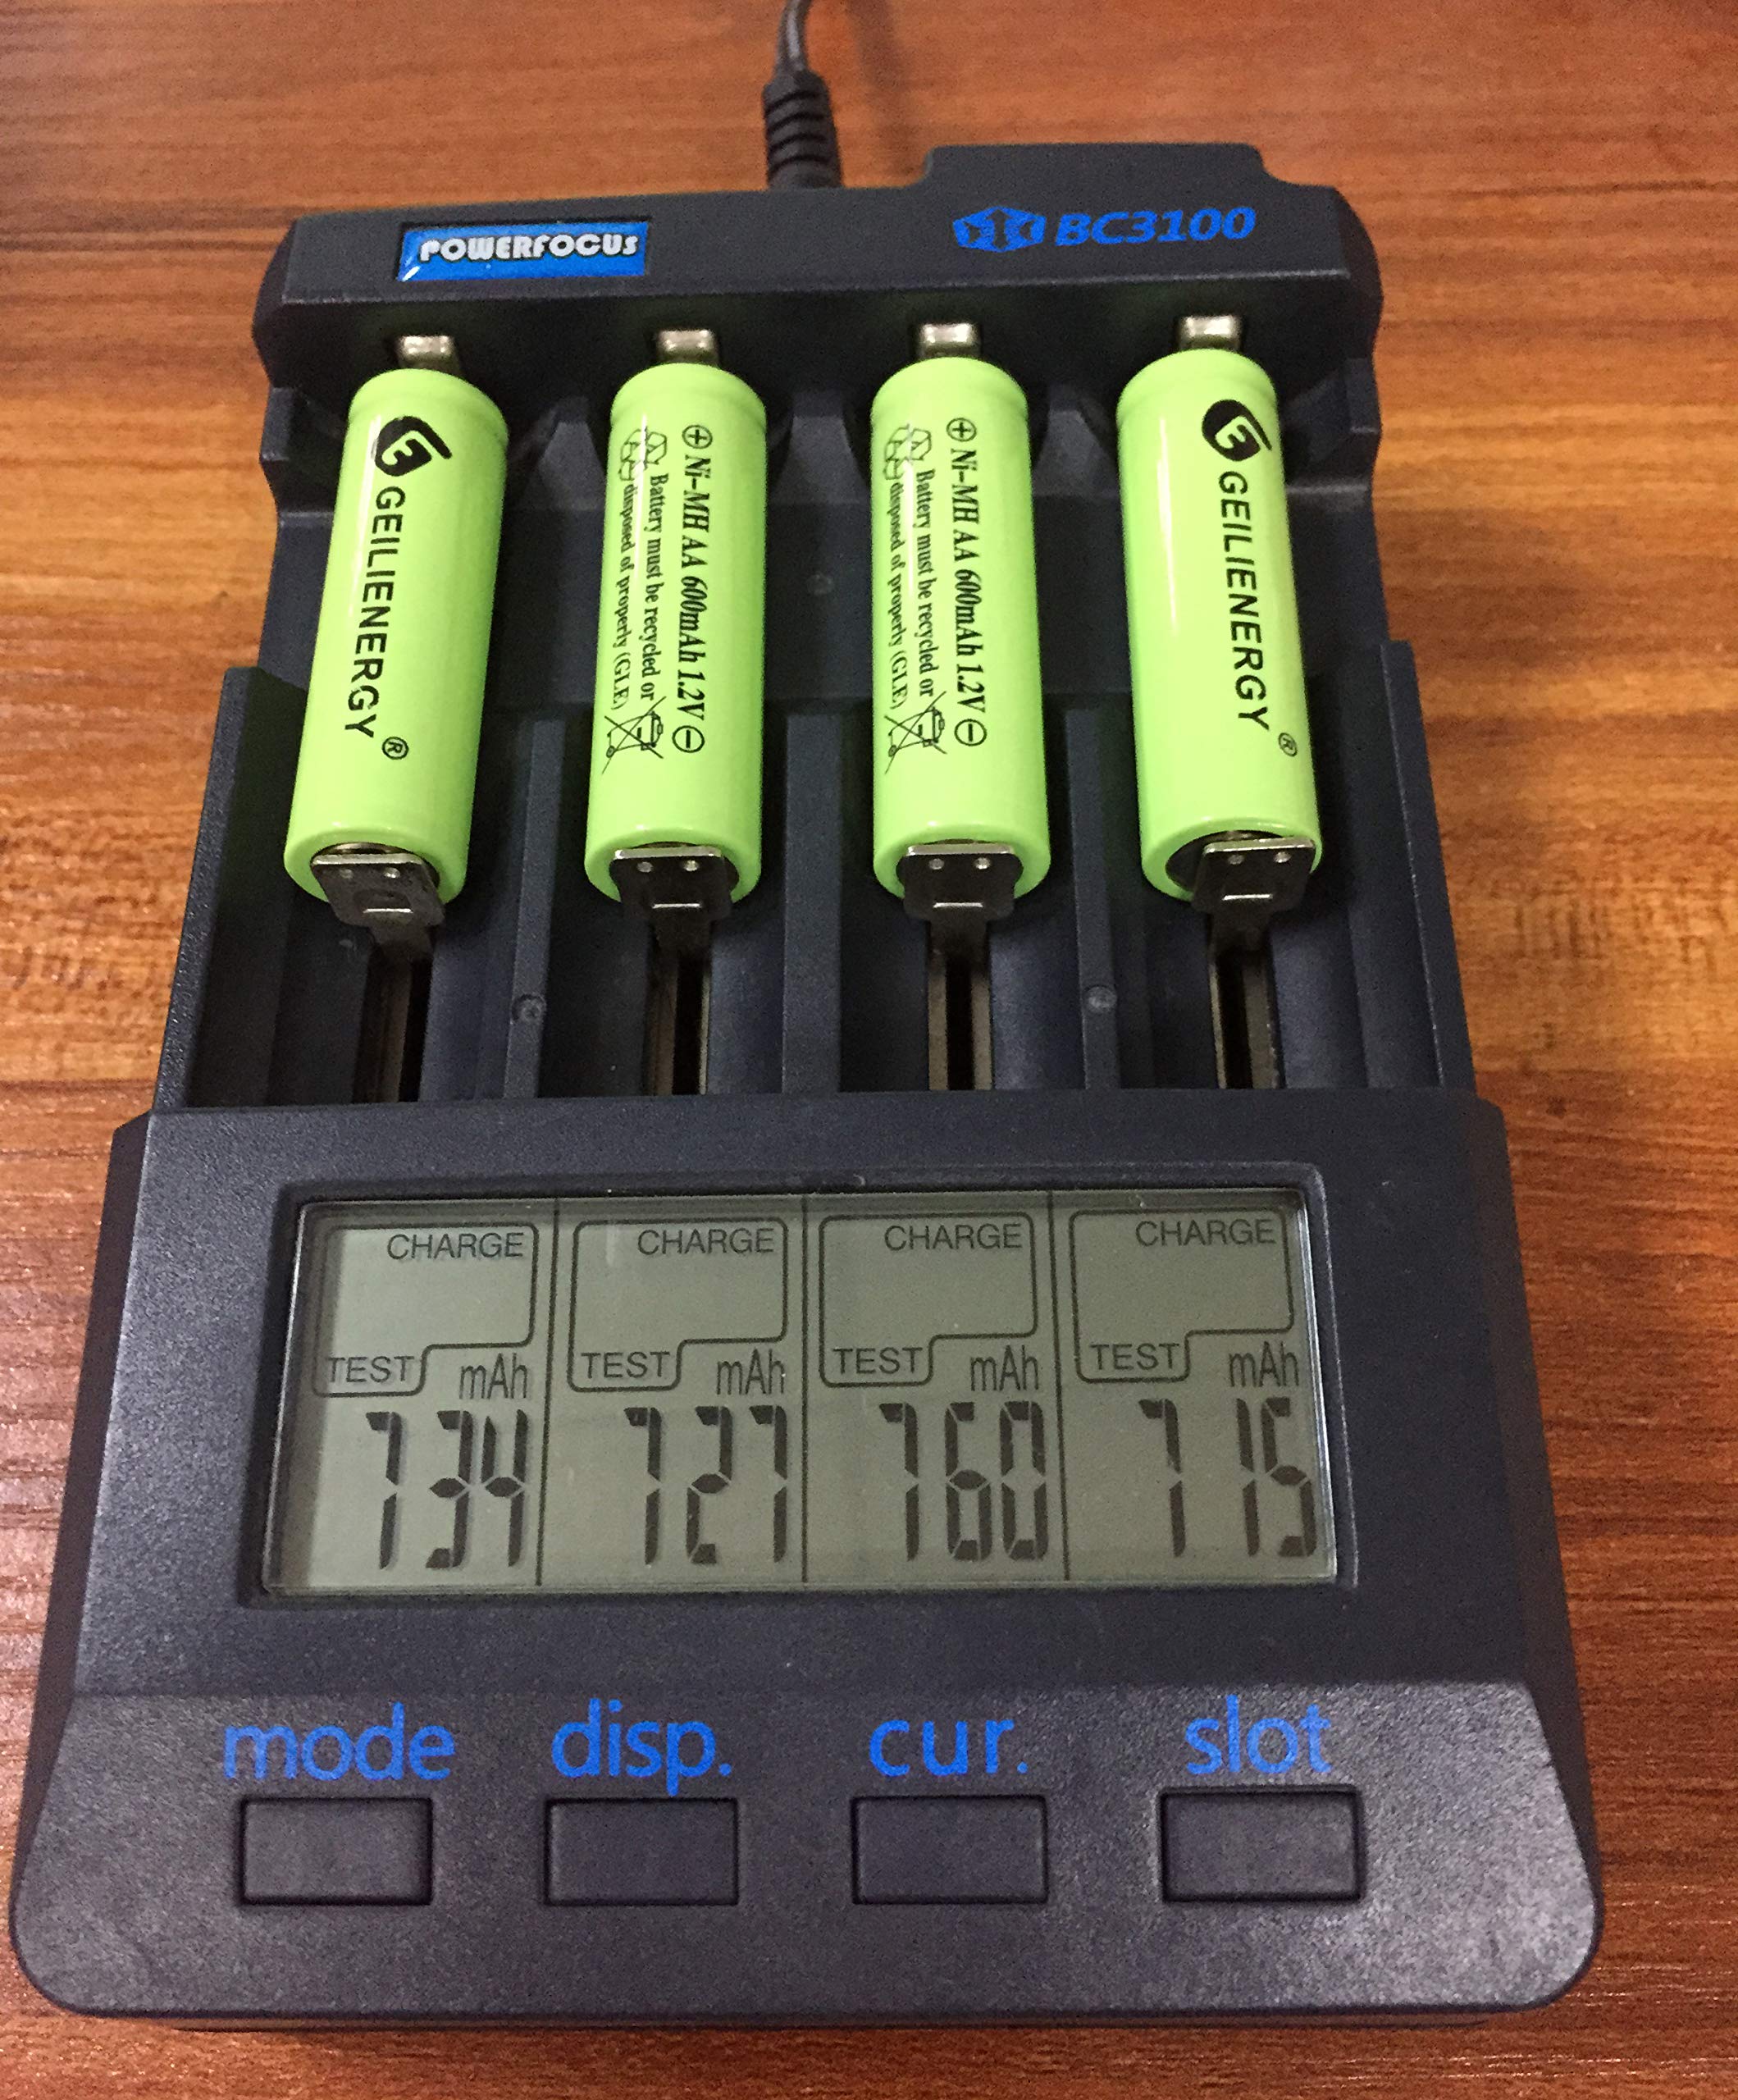 POWERFOCUS
BC3100
GEILIENERGY ®
⊕ Ni-MH AA 600mAh 1.2V ⊖
Battery must be recycled or
disposed of properly (GLE)
⊕ Ni-MH AA 600mAh 1.2V ⊖
Battery must be recycled or
disposed of properly (GLE)
GEILIENERGY ®
CHARGE CHARGE CHARGE CHARGE
TEST mAh TEST mAh TEST mAh TEST mAh
734 727 760 715
mode disp. cur. slot